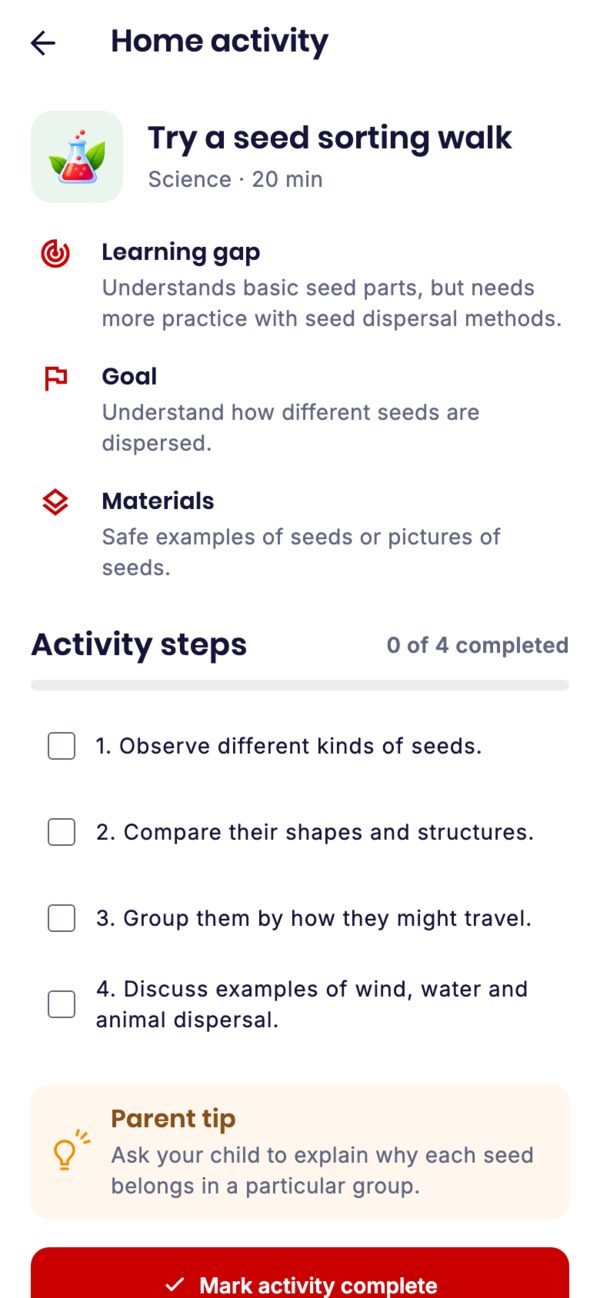 Home activity
Try a seed sorting walk
Science · 20 min
Learning gap
Understands basic seed parts, but needs
more practice with seed dispersal methods.
Goal
Understand how different seeds are
dispersed.
Materials
Safe examples of seeds or pictures of
seeds.
Activity steps
0 of 4 completed
1. Observe different kinds of seeds.
2. Compare their shapes and structures.
3. Group them by how they might travel.
4. Discuss examples of wind, water and
animal dispersal.
Parent tip
Ask your child to explain why each seed
belongs in a particular group.
Mark activity complete